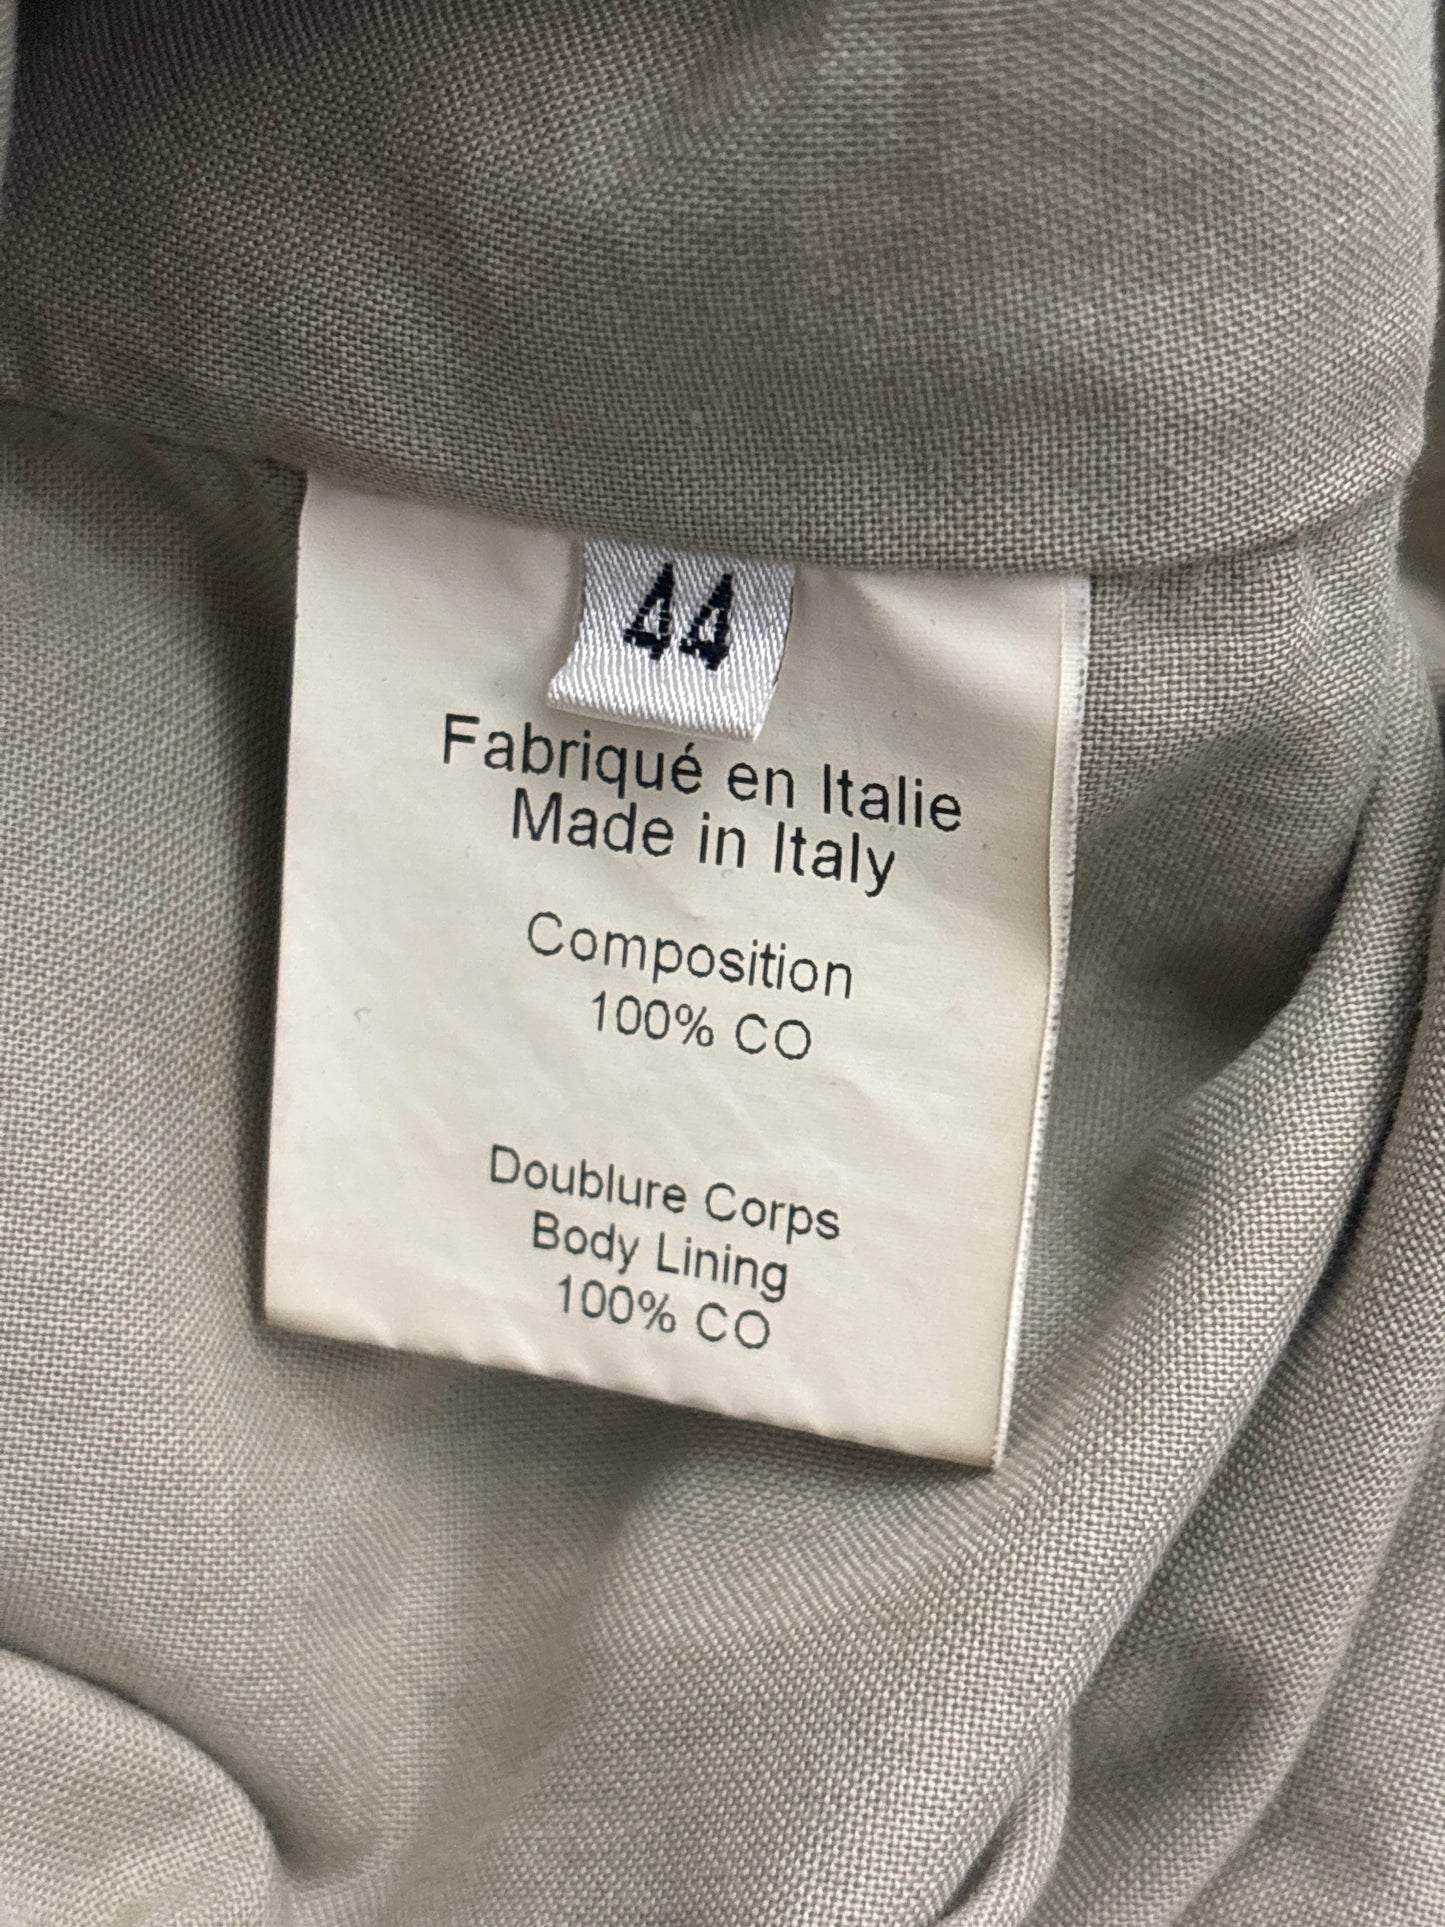 44
Fabriqué en Italie
Made in Italy
Composition
100% CO
Doublure Corps
Body Lining
100% CO